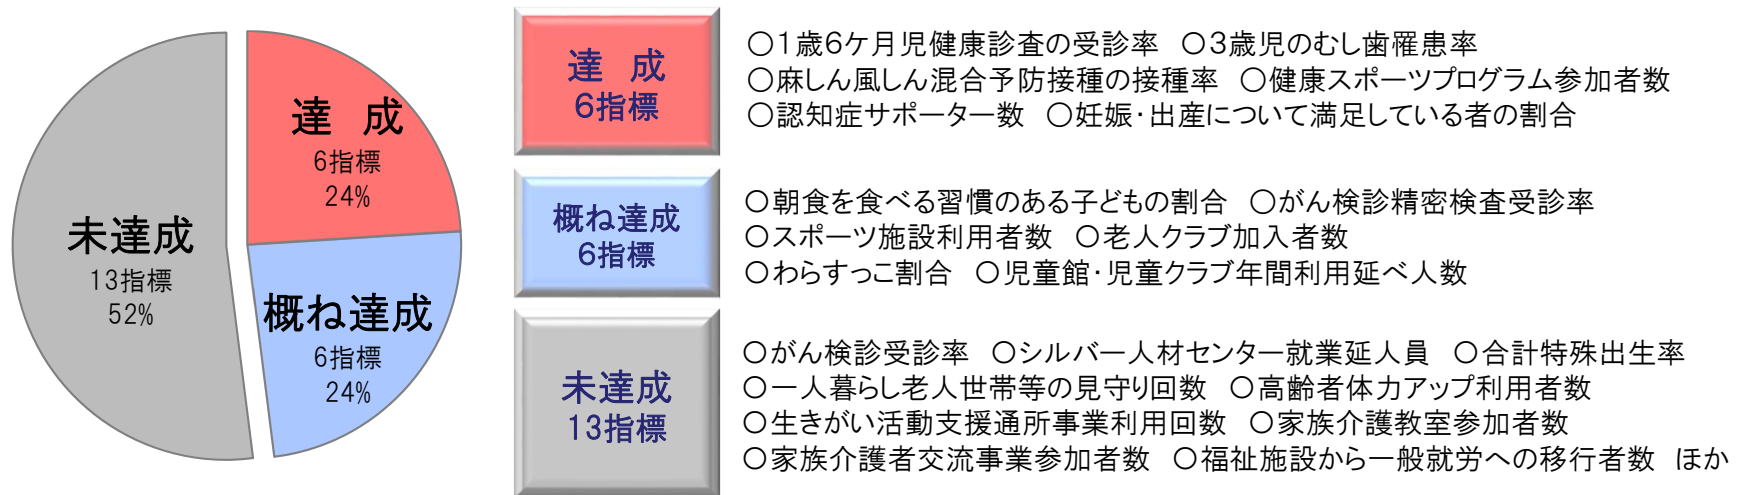 達　成
6指標
24%
概ね達成
6指標
24%
未達成
13指標
52%
達　成
6指標
○1歳6ケ月児健康診査の受診率　○3歳児のむし歯罹患率
○麻しん風しん混合予防接種の接種率　○健康スポーツプログラム参加者数
○認知症サポーター数　○妊娠・出産について満足している者の割合
概ね達成
6指標
○朝食を食べる習慣のある子どもの割合　○がん検診精密検査受診率
○スポーツ施設利用者数　○老人クラブ加入者数
○わらすっこ割合　○児童館・児童クラブ年間利用延べ人数
未達成
13指標
○がん検診受診率　○シルバー人材センター就業延人員　○合計特殊出生率
○一人暮らし老人世帯等の見守り回数　○高齢者体力アップ利用者数
○生きがい活動支援通所事業利用回数　○家族介護教室参加者数
○家族介護者交流事業参加者数　○福祉施設から一般就労への移行者数　ほか